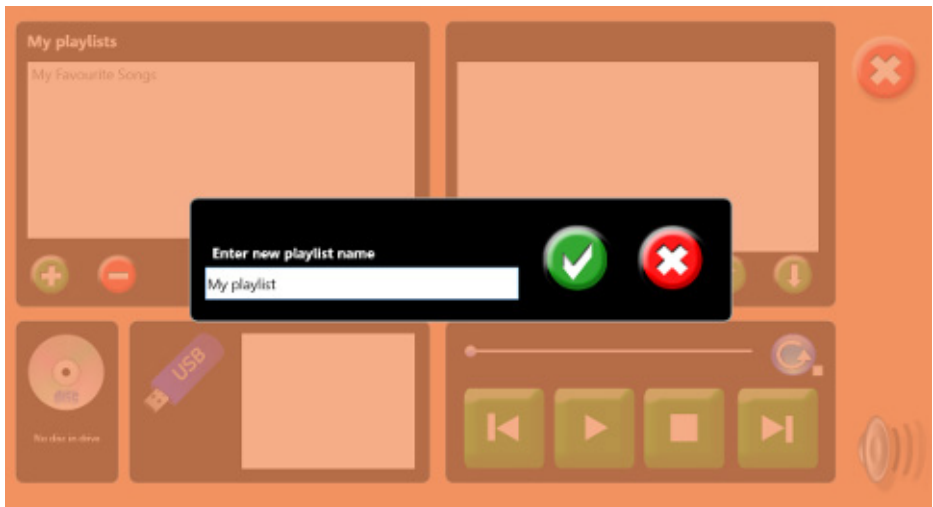 My playlists
My Favourite Songs
Enter new playlist name
My playlist
USB
No disc in drive